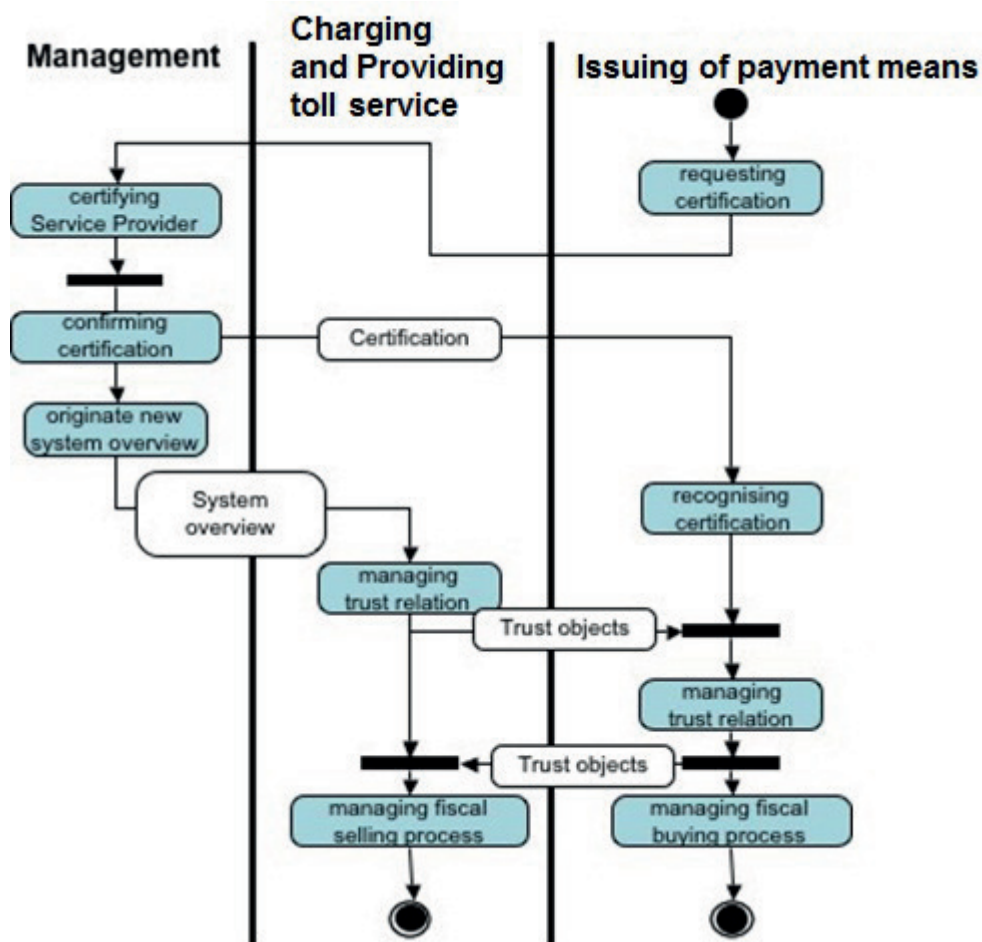 Management
Charging
and Providing
toll service
Issuing of payment means
requesting
certification
certifying
Service Provider
confirming
certification
Certification
originate new
system overview
System
overview
recognising
certification
managing
trust relation
Trust objects
managing
trust relation
Trust objects
managing fiscal
selling process
managing fiscal
buying process